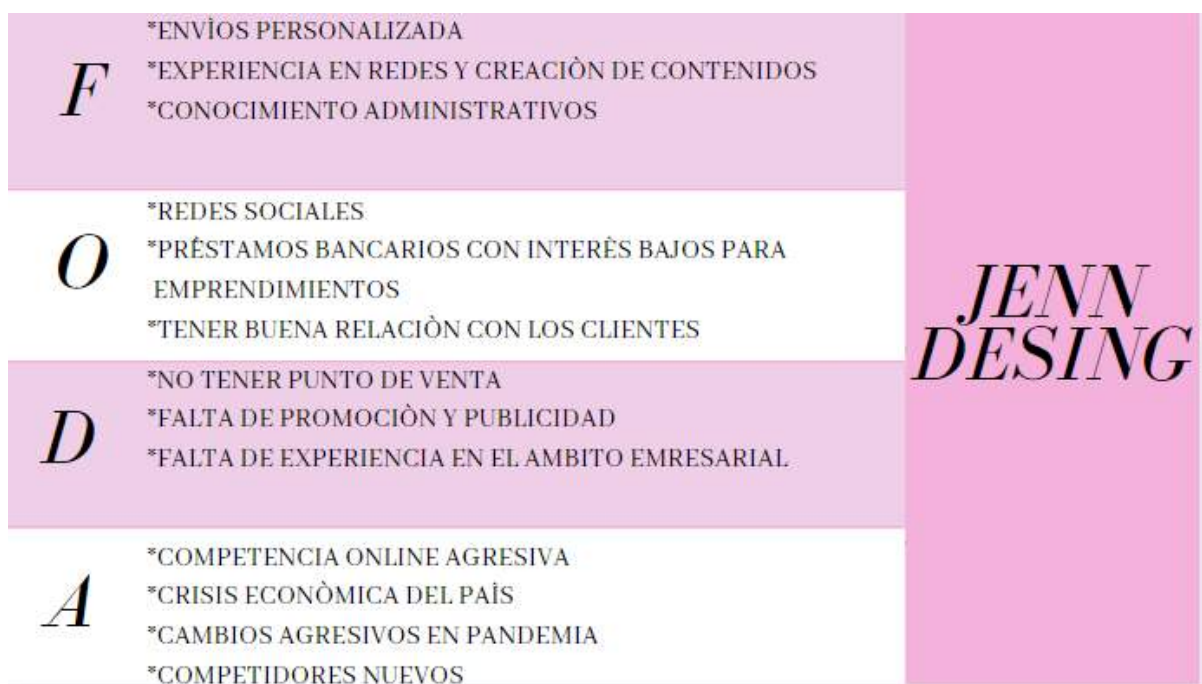 F
*ENVÌOS PERSONALIZADA
*EXPERIENCIA EN REDES Y CREACIÒN DE CONTENIDOS
*CONOCIMIENTO ADMINISTRATIVOS
O
*REDES SOCIALES
*PRÊSTAMOS BANCARIOS CON INTERÈS BAJOS PARA
EMPRENDIMIENTOS
*TENER BUENA RELACIÒN CON LOS CLIENTES
D
*NO TENER PUNTO DE VENTA
*FALTA DE PROMOCIÒN Y PUBLICIDAD
*FALTA DE EXPERIENCIA EN EL AMBITO EMRESARIAL
A
*COMPETENCIA ONLINE AGRESIVA
*CRISIS ECONÒMICA DEL PAÌS
*CAMBIOS AGRESIVOS EN PANDEMIA
*COMPETIDORES NUEVOS
JENN
DESING